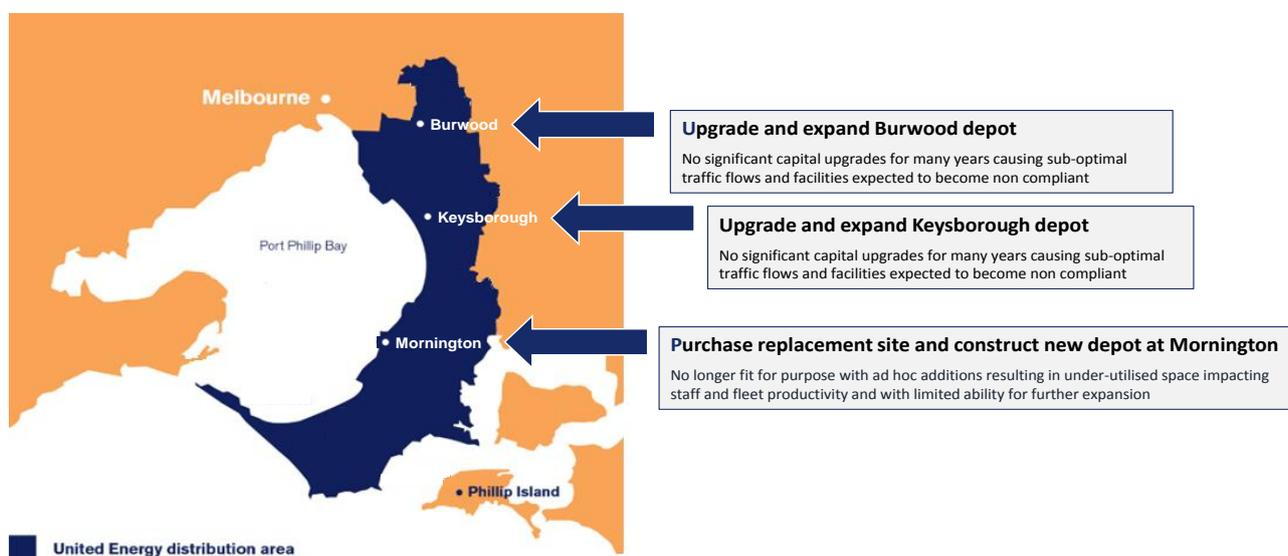 Melbourne
Burwood
Upgrade and expand Burwood depot
No significant capital upgrades for many years causing sub-optimal
traffic flows and facilities expected to become non compliant
Keysborough
Upgrade and expand Keysborough depot
No significant capital upgrades for many years causing sub-optimal
traffic flows and facilities expected to become non compliant
Port Phillip Bay
Mornington
Purchase replacement site and construct new depot at Mornington
No longer fit for purpose with ad hoc additions resulting in under-utilised space impacting
staff and fleet productivity and with limited ability for further expansion
Phillip Island
United Energy distribution area